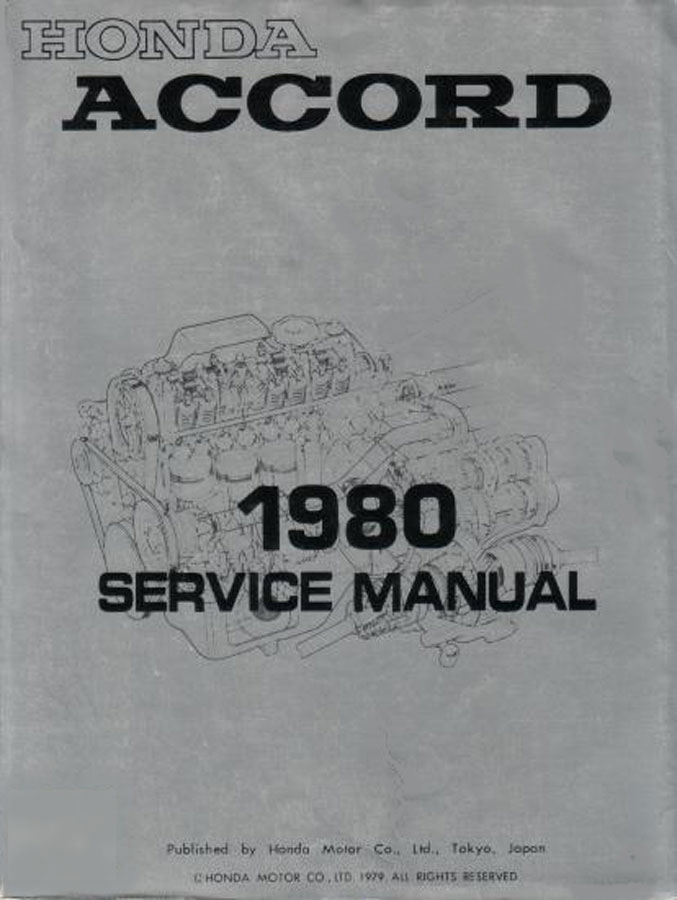 HONDA
ACCORD
1980
SERVICE MANUAL
Published by Honda Motor Co., Ltd., Tokyo, Japan
© HONDA MOTOR CO., LTD. 1979 ALL RIGHTS RESERVED